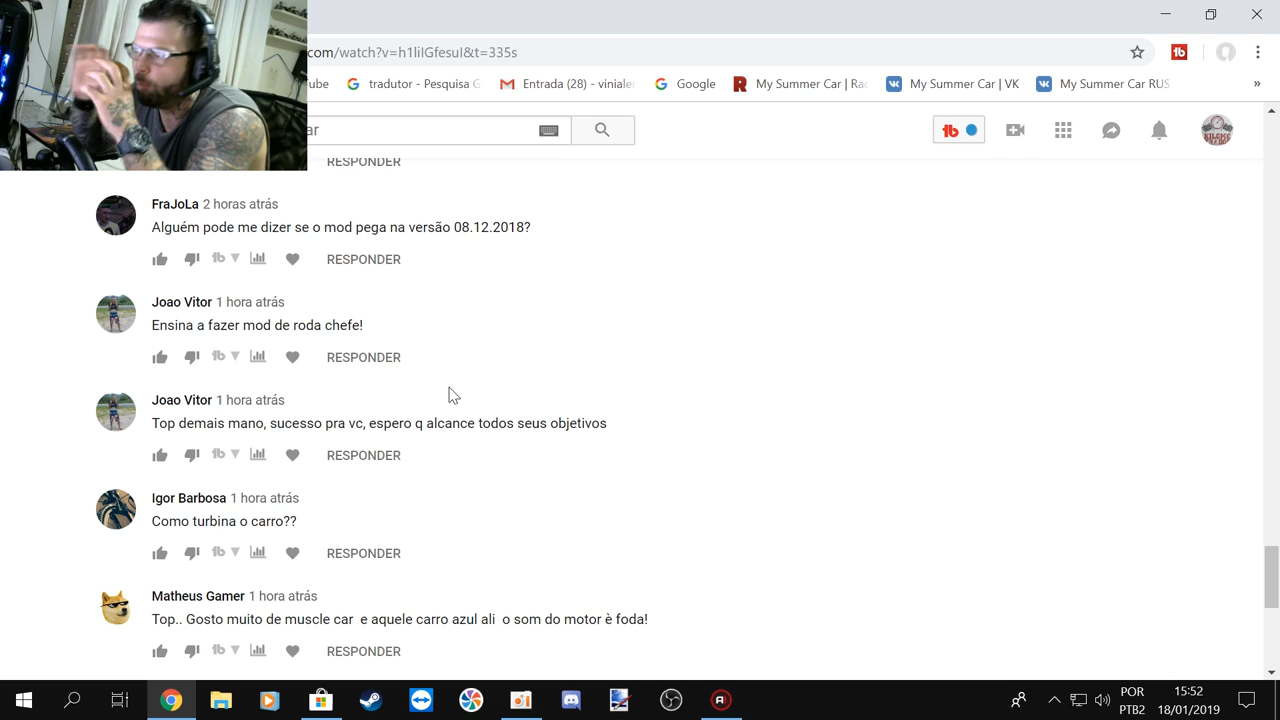 com/watch?v=h1liIGfesuI&t=335s
ube
tradutor - Pesquisa G
Entrada (28) - viniale
Google
My Summer Car | Rac
My Summer Car | VK
My Summer Car RUS
»
ar
RESPONDER
FraJoLa 2 horas atrás
Alguém pode me dizer se o mod pega na versão 08.12.2018?
RESPONDER
Joao Vitor 1 hora atrás
Ensina a fazer mod de roda chefe!
RESPONDER
Joao Vitor 1 hora atrás
Top demais mano, sucesso pra vc, espero q alcance todos seus objetivos
RESPONDER
Igor Barbosa 1 hora atrás
Como turbina o carro??
RESPONDER
Matheus Gamer 1 hora atrás
Top.. Gosto muito de muscle car e aquele carro azul ali o som do motor è foda!
RESPONDER
POR
PTB2
15:52
18/01/2019